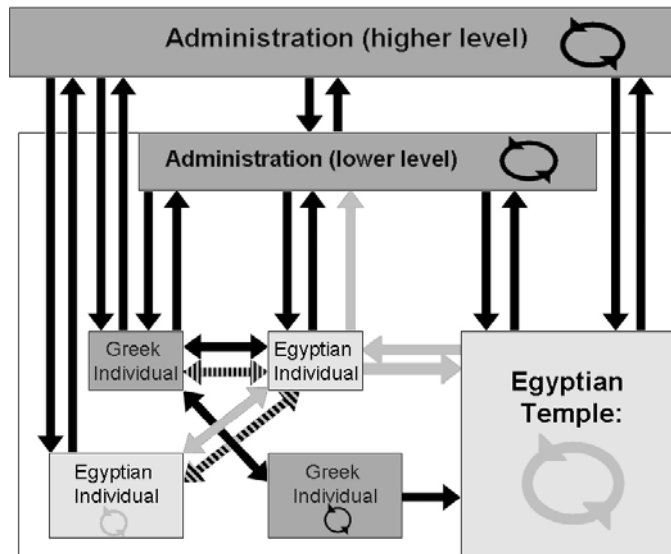 Administration (higher level)
Administration (lower level)
Greek
Individual
Egyptian
Individual
Egyptian
Temple:
Egyptian
Individual
Greek
Individual